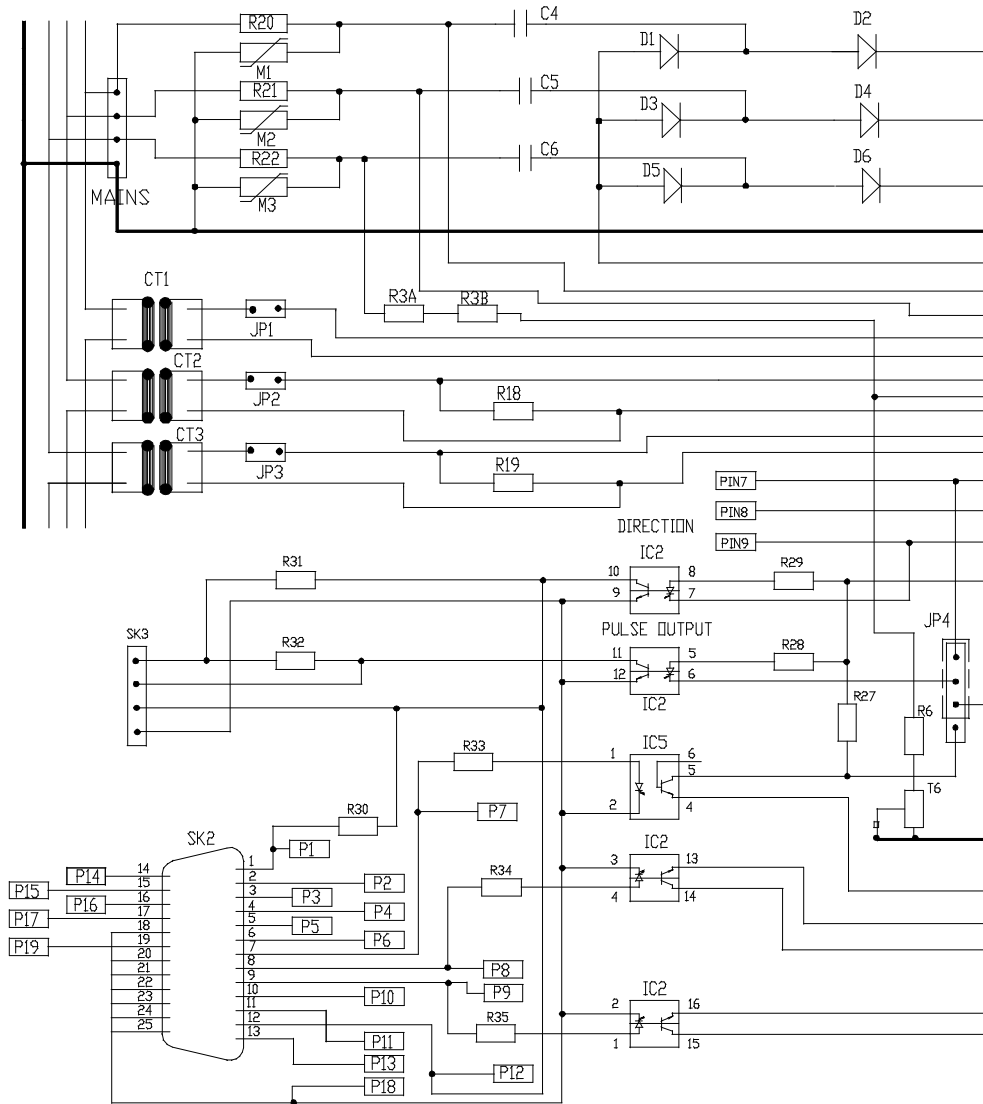 R20
C4
D1
D2
M1
MAINS
R21
C5
D3
D4
M2
R22
C6
D5
D6
M3
CT1
R3A
R3B
JP1
CT2
JP2
R18
CT3
JP3
R19
PIN7
PIN8
PIN9
DIRECTION
IC2
R31
10
9
8
7
R29
PULSE OUTPUT
SK3
R32
11
12
5
6
R28
IC2
JP4
R27
R6
R33
IC5
1
2
6
5
4
T6
R30
P7
SK2
P1
IC2
3
4
13
14
R34
P14
P15
P16
P17
P19
14
15
16
17
18
19
20
21
22
23
24
25
1
2
3
4
5
6
7
8
9
10
11
12
13
P2
P3
P4
P5
P6
P8
P9
P10
R35
IC2
2
1
16
15
P11
P13
P12
P18